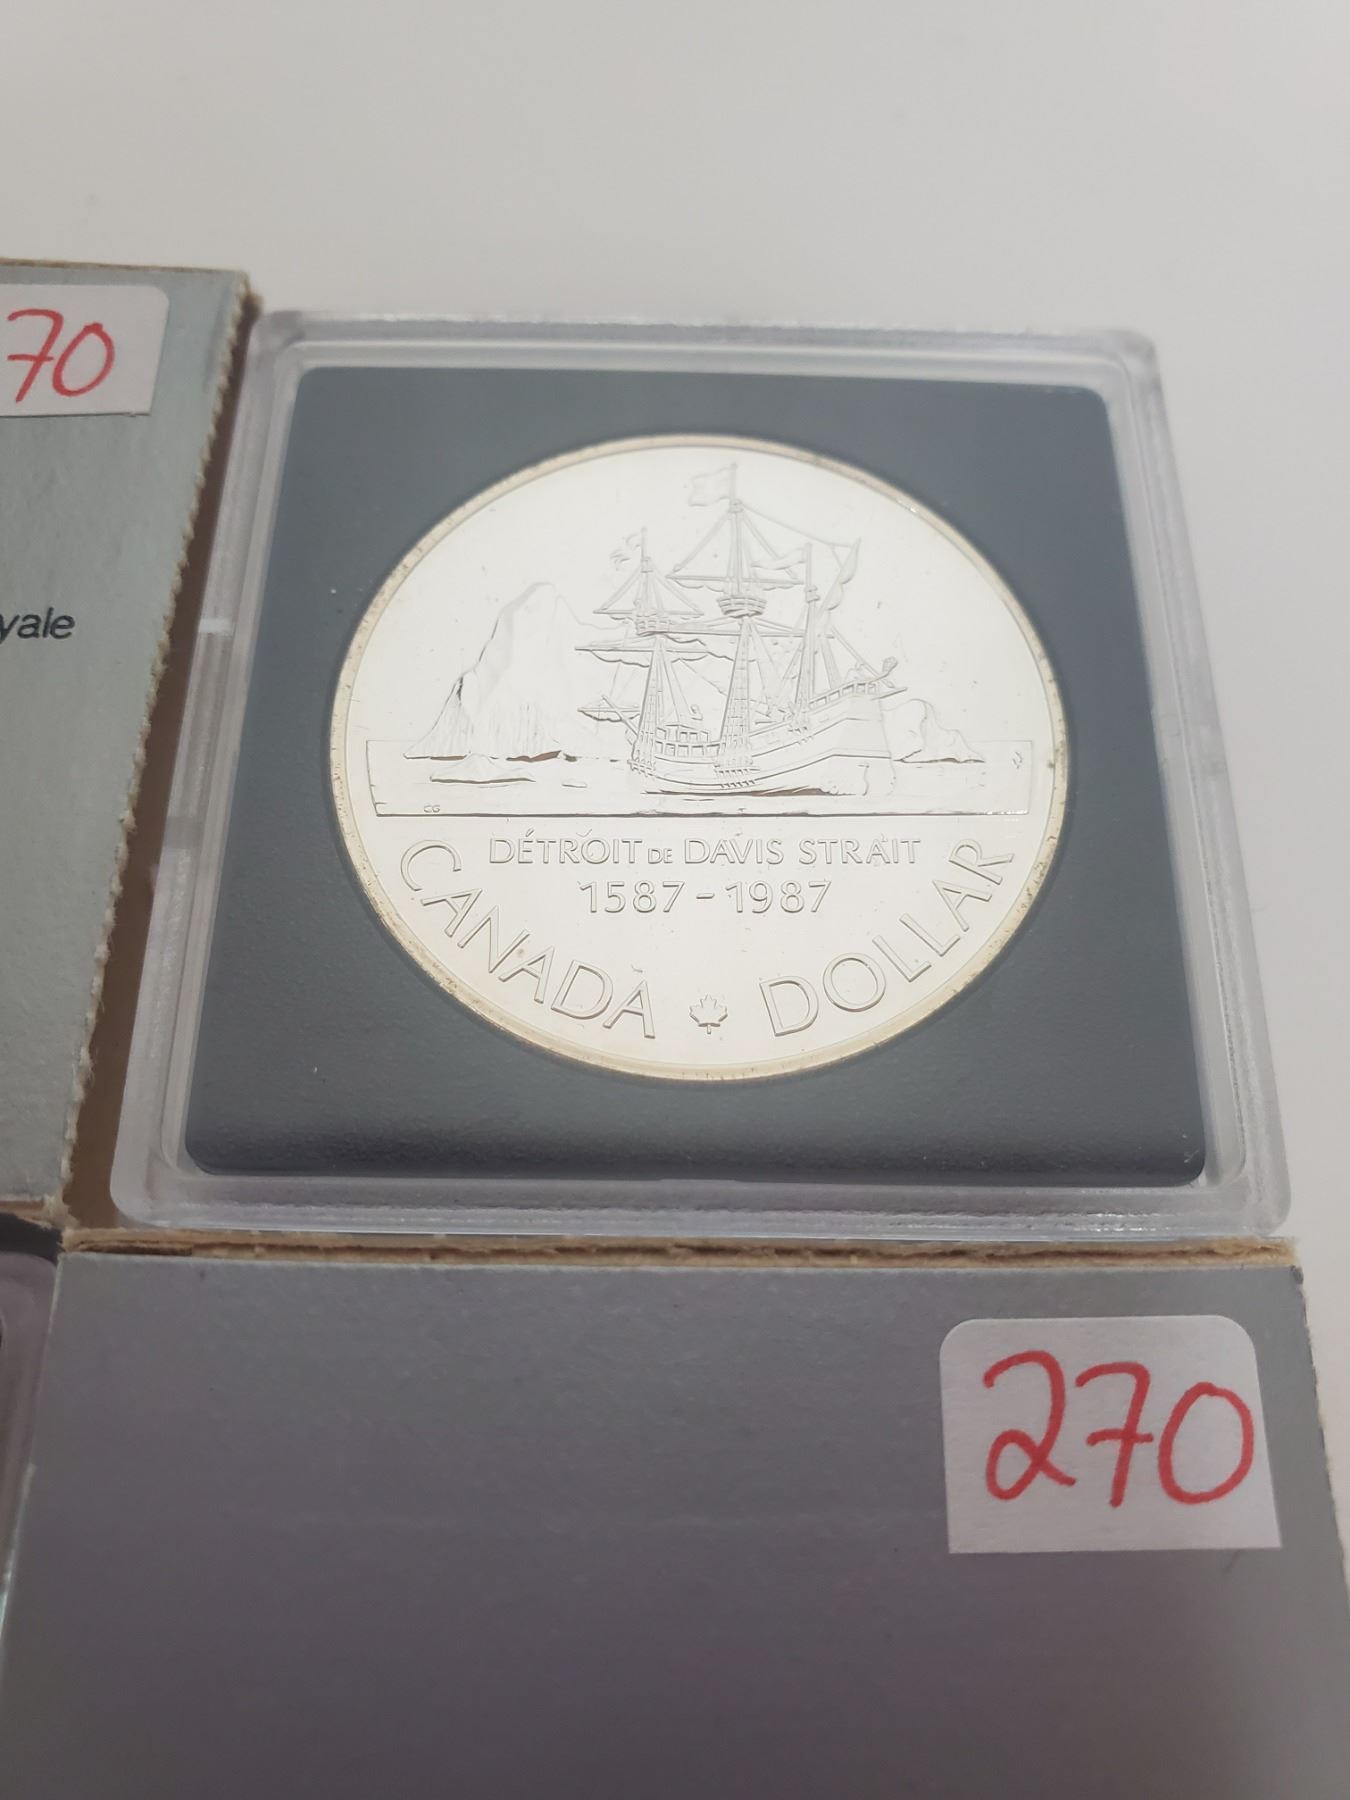 70
yale
CG
DÉTROIT DE DAVIS STRAIT
1587-1987
CANADA DOLLAR
270